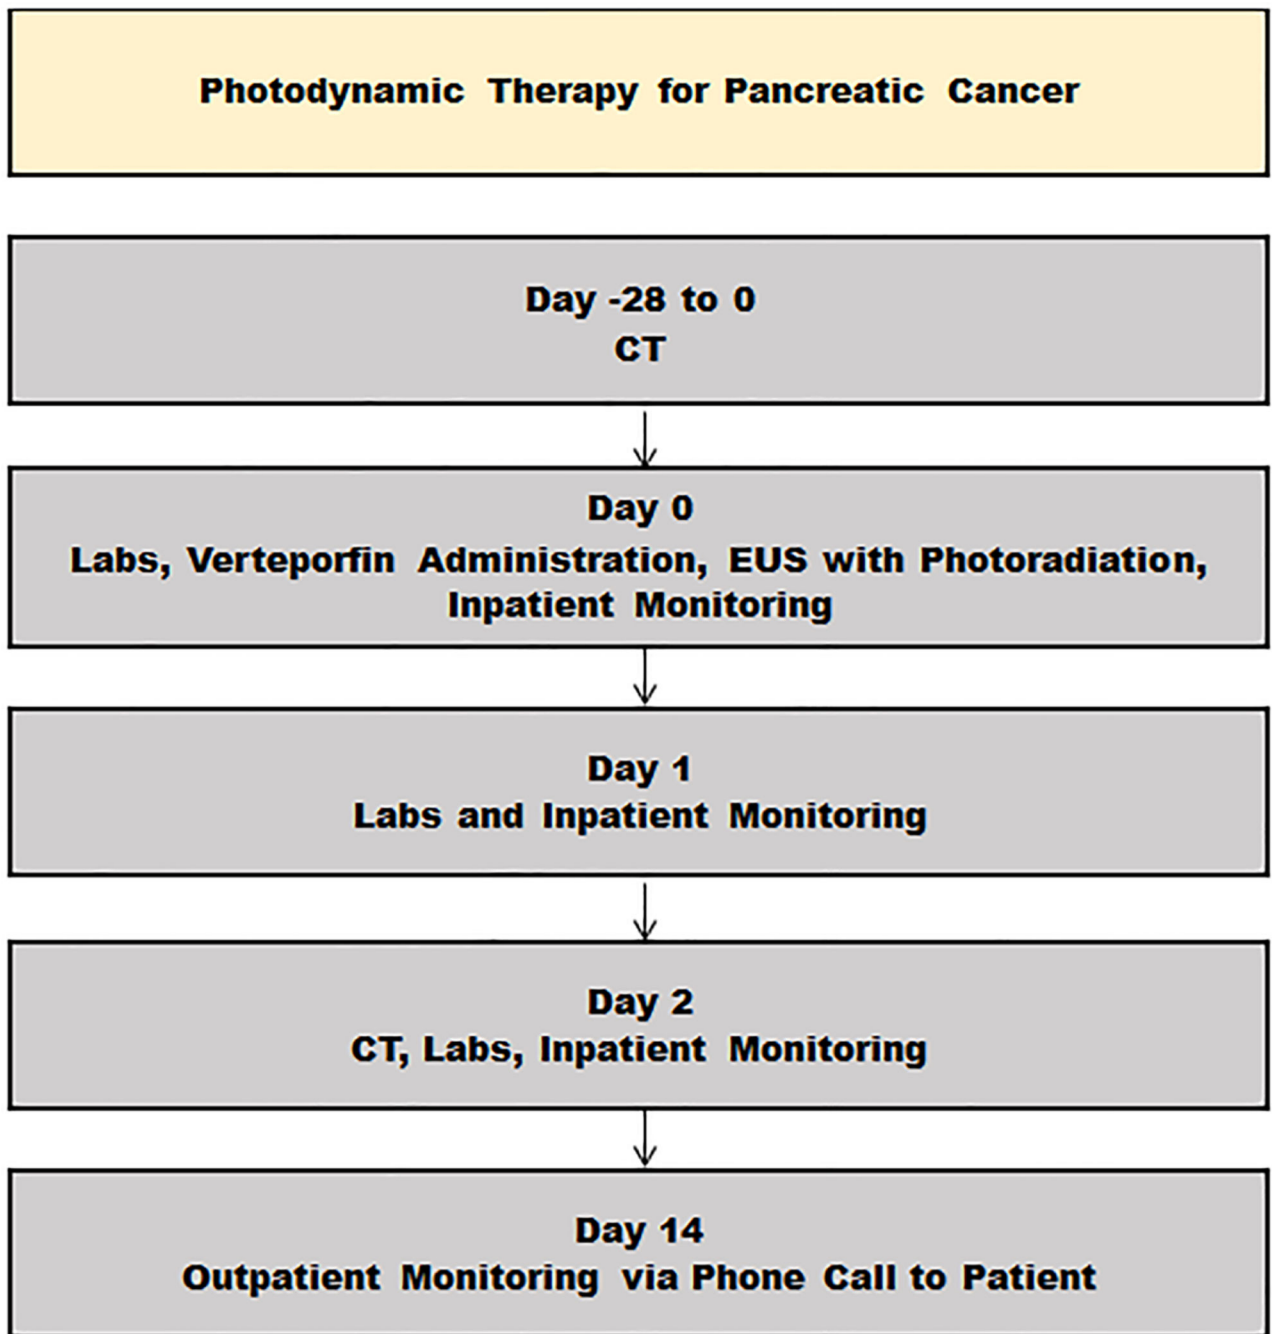 Photodynamic Therapy for Pancreatic Cancer
Day -28 to 0
CT
Day 0
Labs, Verteporfin Administration, EUS with Photoradiation,
Inpatient Monitoring
Day 1
Labs and Inpatient Monitoring
Day 2
CT, Labs, Inpatient Monitoring
Day 14
Outpatient Monitoring via Phone Call to Patient